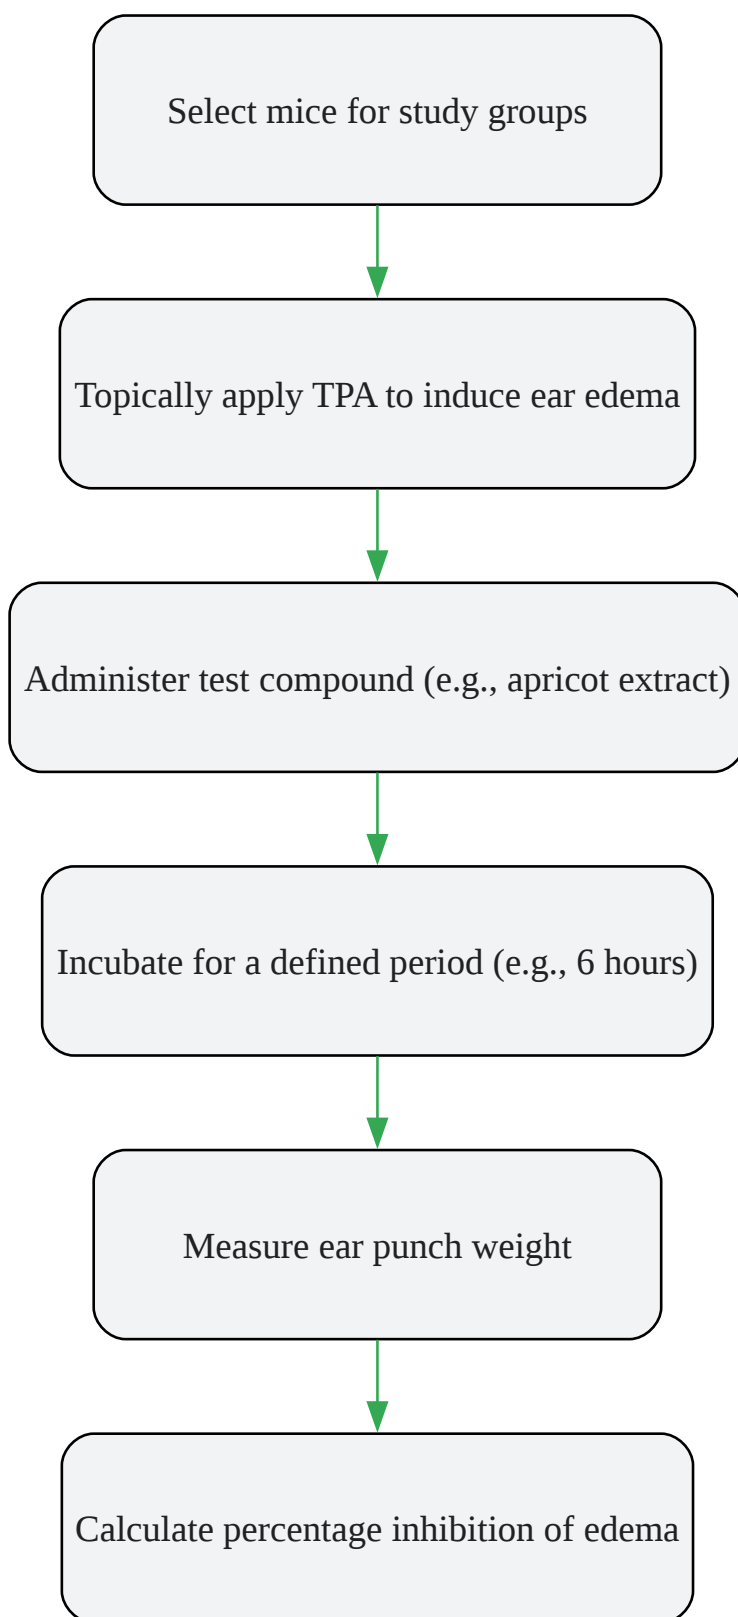 Select mice for study groups
Topically apply TPA to induce ear edema
Administer test compound (e.g., apricot extract)
Incubate for a defined period (e.g., 6 hours)
Measure ear punch weight
Calculate percentage inhibition of edema